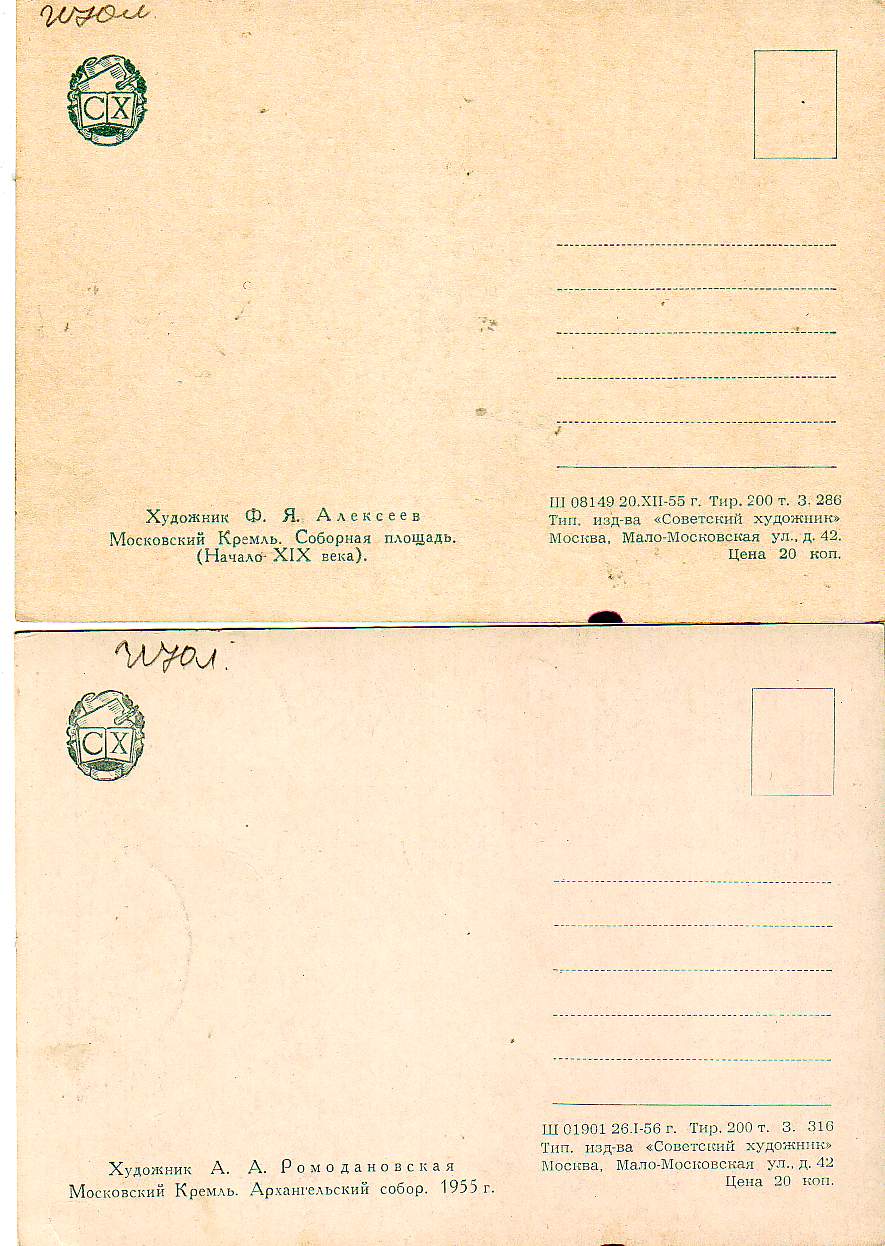 СХ
Художник Ф. Я. Алексеев
Московский Кремль. Соборная площадь.
(Начало XIX века).
Ш 08149 20.XII-55 г. Тир. 200 т. З. 286
Тип. изд-ва «Советский художник»
Москва, Мало-Московская ул., д. 42.
Цена 20 коп.
СХ
Художник А. А. Ромодановская
Московский Кремль. Архангельский собор. 1955 г.
Ш 01901 26.I-56 г. Тир. 200 т. З. 316
Тип. изд-ва «Советский художник»
Москва, Мало-Московская ул., д. 42
Цена 20 коп.